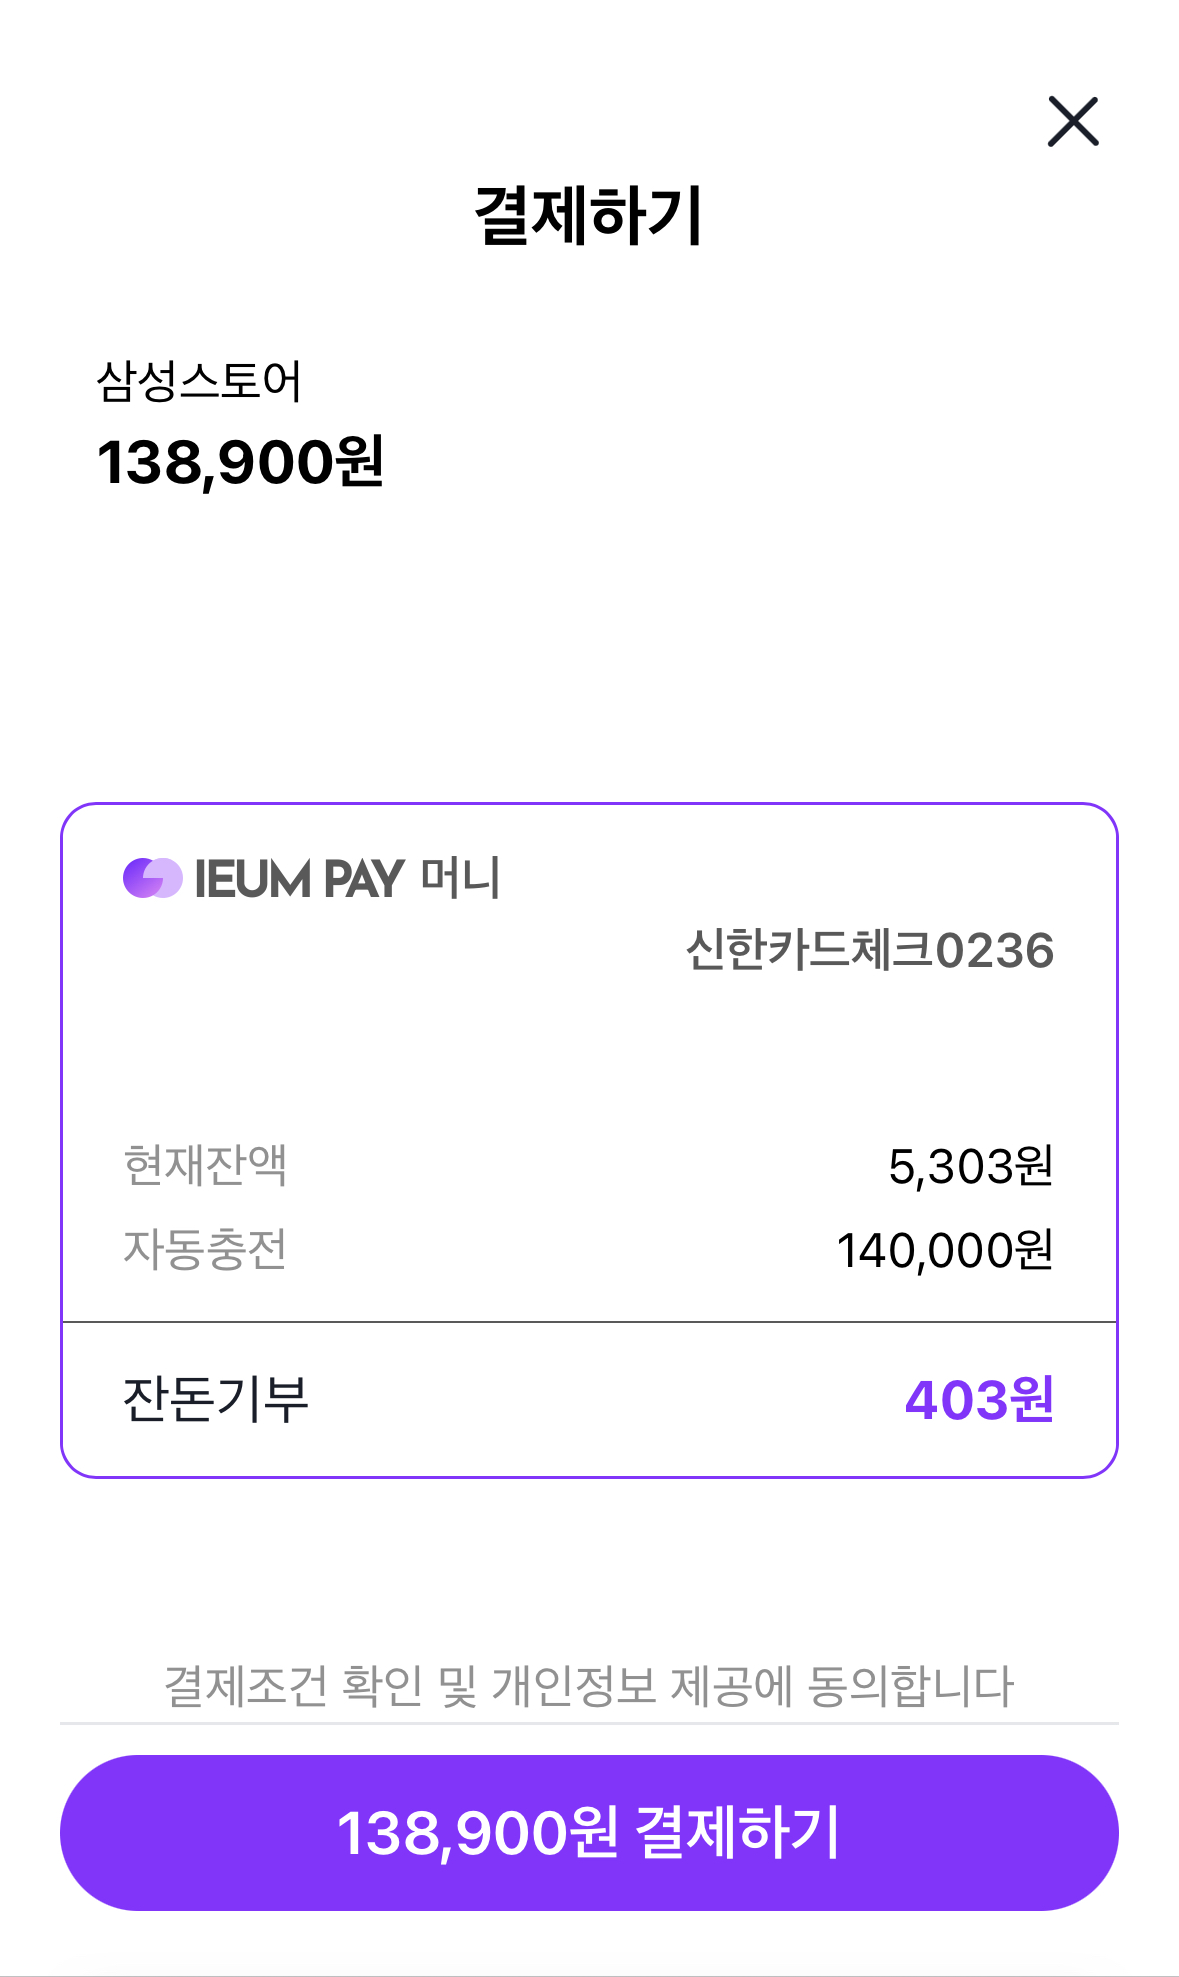 결제하기
삼성스토어
138,900원
IEUM PAY 머니
신한카드체크0236
현재잔액 5,303원
자동충전 140,000원
잔돈기부 403원
결제조건 확인 및 개인정보 제공에 동의합니다
138,900원 결제하기